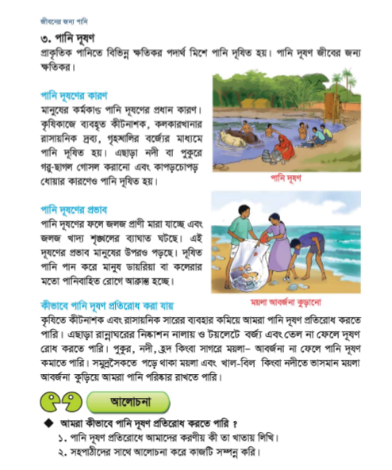 জীবনের জন্য পানি
৩. পানি দূষণ
প্রাকৃতিক পানিতে বিভিন্ন ক্ষতিকর পদার্থ মিশে পানি দূষিত হয়। পানি দূষণ জীবের জন্য
ক্ষতিকর।
পানি দূষণের কারণ
মানুষের কর্মকান্ড পানি দূষণের প্রধান কারণ।
কৃষিকাজে ব্যবহৃত কীটনাশক, কলকারখানার
রাসায়নিক দ্রব্য, গৃহস্থালির বর্জ্যের মাধ্যমে
পানি দূষিত হয়। এছাড়া নদী বা পুকুরে
গরু-ছাগল গোসল করানো এবং কাপড়চোপড়
ধোয়ার কারণেও পানি দূষিত হয়।
পানি দূষণ
পানি দূষণের প্রভাব
পানি দূষণের ফলে জলজ প্রাণী মারা যাচ্ছে এবং
জলজ খাদ্য শৃঙ্খলের ব্যাঘাত ঘটছে। এই
দূষণের প্রভাব মানুষের উপরও পড়ছে। দূষিত
পানি পান করে মানুষ ডায়রিয়া বা কলেরার
মতো পানিবাহিত রোগে আক্রান্ত হচ্ছে।
ময়লা আবর্জনা কুড়ানো
কীভাবে পানি দূষণ প্রতিরোধ করা যায়
কৃষিতে কীটনাশক এবং রাসায়নিক সারের ব্যবহার কমিয়ে আমরা পানি দূষণ প্রতিরোধ করতে
পারি। এছাড়া রান্নাঘরের নিষ্কাশন নালায় ও টয়লেটে বর্জ্য এবং তেল না ফেলে দূষণ
রোধ করতে পারি। পুকুর, নদী, হ্রদ কিংবা সাগরে ময়লা- আবর্জনা না ফেলে পানি দূষণ
কমাতে পারি। সমুদ্রসৈকতে পড়ে থাকা ময়লা এবং খাল-বিল কিংবা নদীতে ভাসমান ময়লা
আবর্জনা কুড়িয়ে আমরা পানি পরিষ্কার রাখতে পারি।
আলোচনা
◆ আমরা কীভাবে পানি দূষণ প্রতিরোধ করতে পারি ?
১. পানি দূষণ প্রতিরোধে আমাদের করণীয় কী তা খাতায় লিখি।
২. সহপাঠীদের সাথে আলোচনা করে কাজটি সম্পন্ন করি।